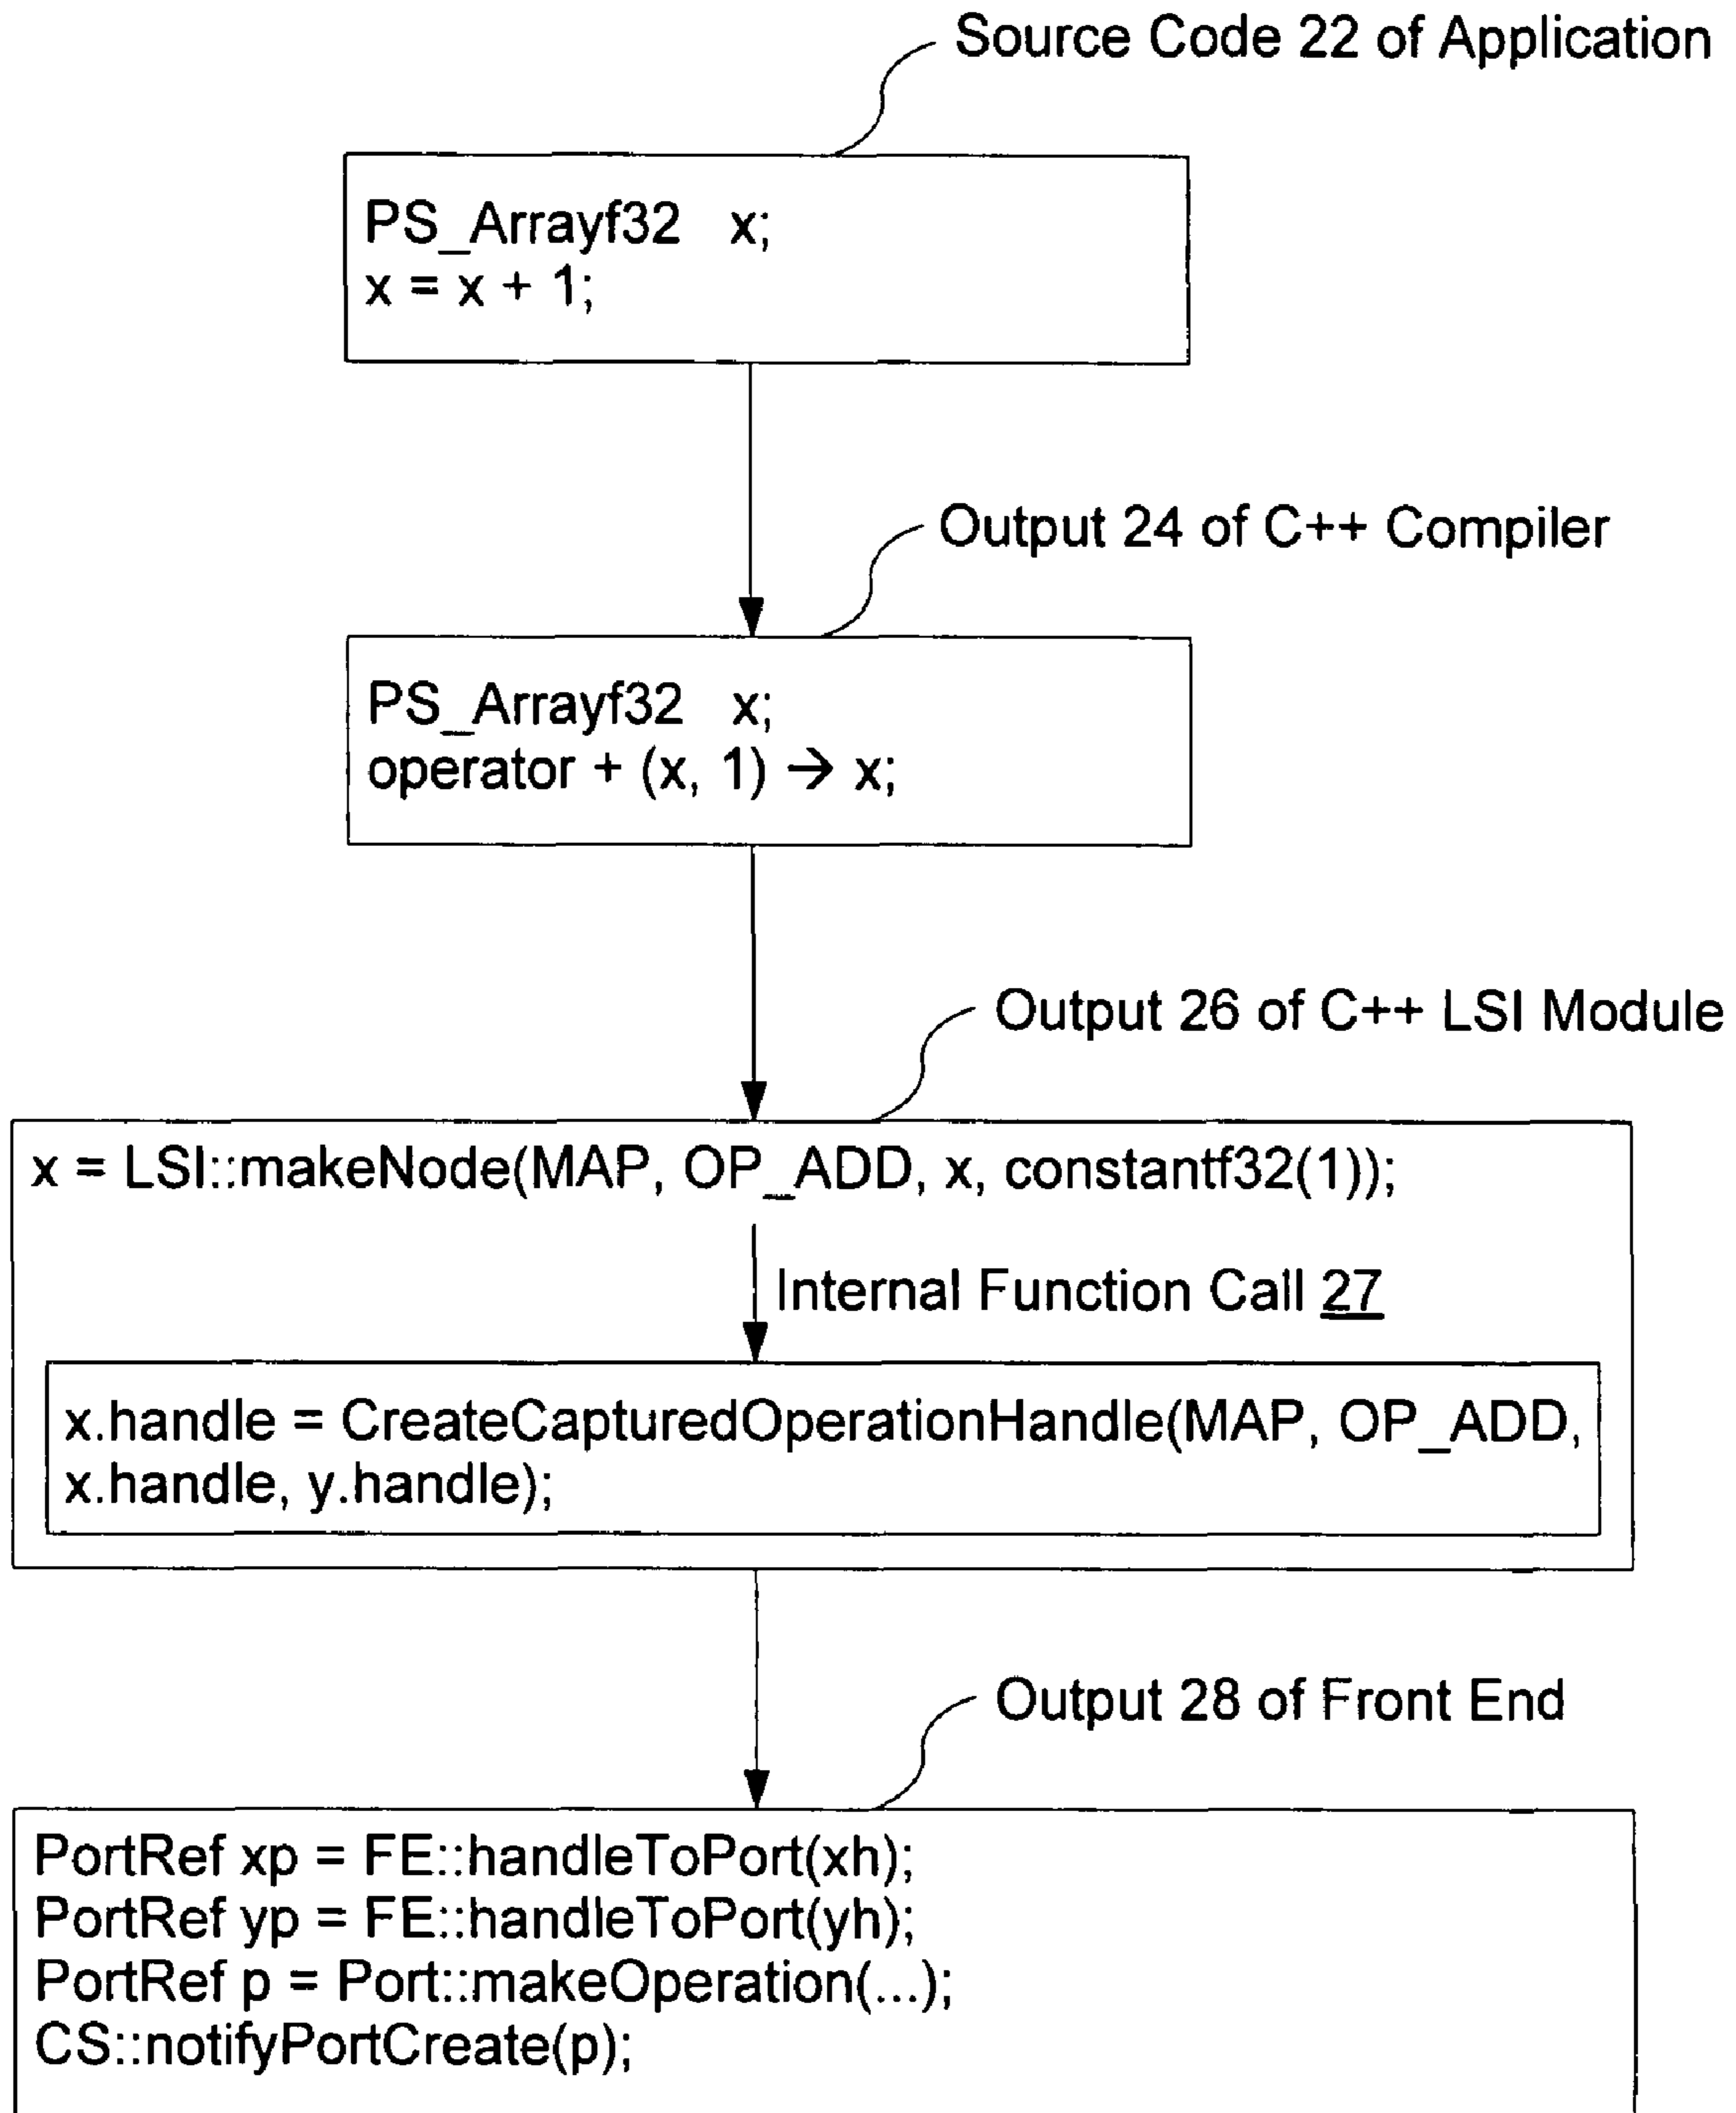 Source Code 22 of Application
PS_Arrayf32 x;
x = x + 1;
Output 24 of C++ Compiler
PS_Arrayf32 x;
operator + (x, 1) → x;
Output 26 of C++ LSI Module
x = LSI::makeNode(MAP, OP_ADD, x, constantf32(1));
Internal Function Call 27
x.handle = CreateCapturedOperationHandle(MAP, OP_ADD,
x.handle, y.handle);
Output 28 of Front End
PortRef xp = FE::handleToPort(xh);
PortRef yp = FE::handleToPort(yh);
PortRef p = Port::makeOperation(...);
CS::notifyPortCreate(p);